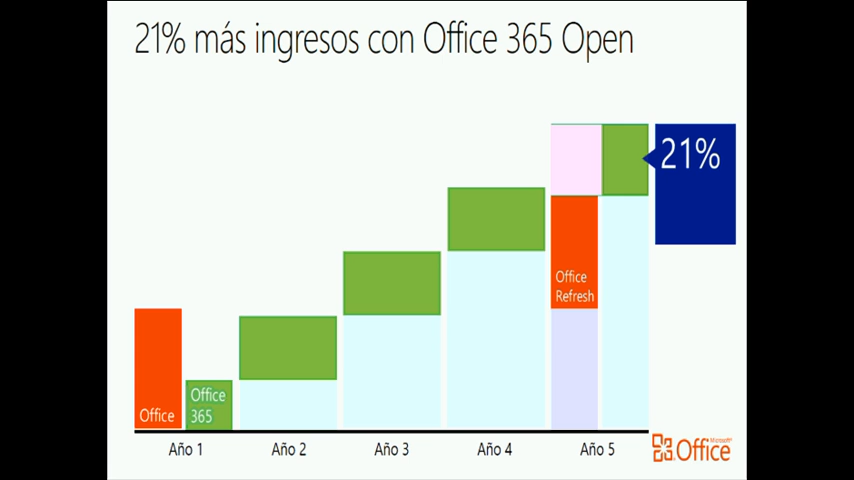 21% más ingresos con Office 365 Open
21%
Office
Refresh
Office
Office
365
Año 1
Año 2
Año 3
Año 4
Año 5
Microsoft®
Office